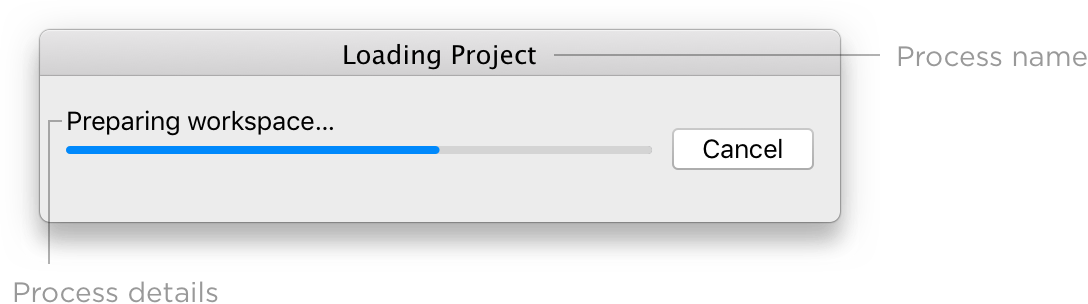 Loading Project
Process name
Preparing workspace...
Cancel
Process details